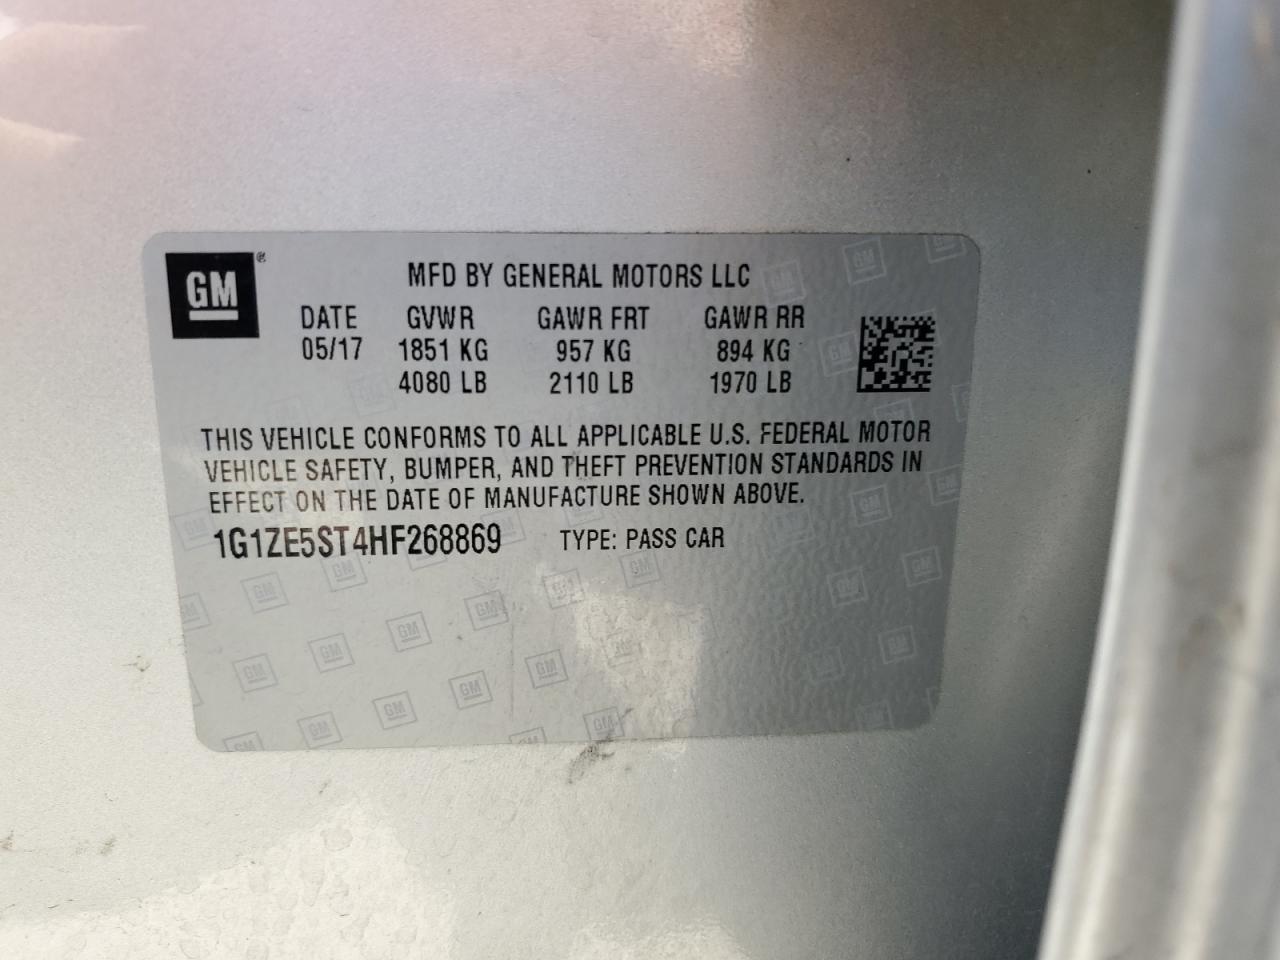 GM®
MFD BY GENERAL MOTORS LLC
DATE GVWR GAWR FRT GAWR RR
05/17 1851 KG 957 KG 894 KG
4080 LB 2110 LB 1970 LB
THIS VEHICLE CONFORMS TO ALL APPLICABLE U.S. FEDERAL MOTOR
VEHICLE SAFETY, BUMPER, AND THEFT PREVENTION STANDARDS IN
EFFECT ON THE DATE OF MANUFACTURE SHOWN ABOVE.
1G1ZE5ST4HF268869 TYPE: PASS CAR